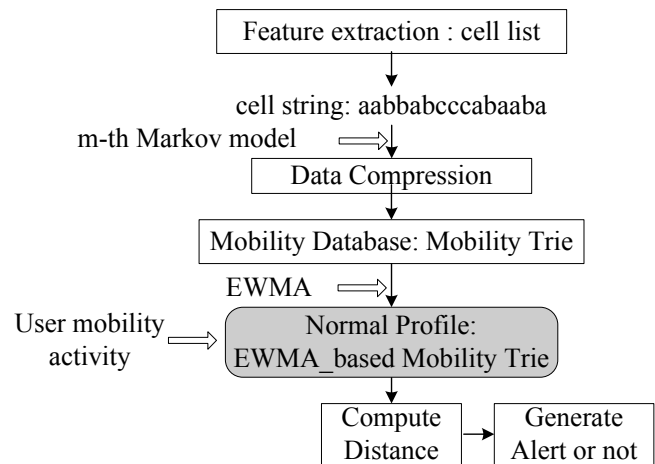 Feature extraction : cell list
cell string: aabbabcccabaaba
m-th Markov model
Data Compression
Mobility Database: Mobility Trie
EWMA
User mobility
activity
Normal Profile:
EWMA_based Mobility Trie
Compute
Distance
Generate
Alert or not